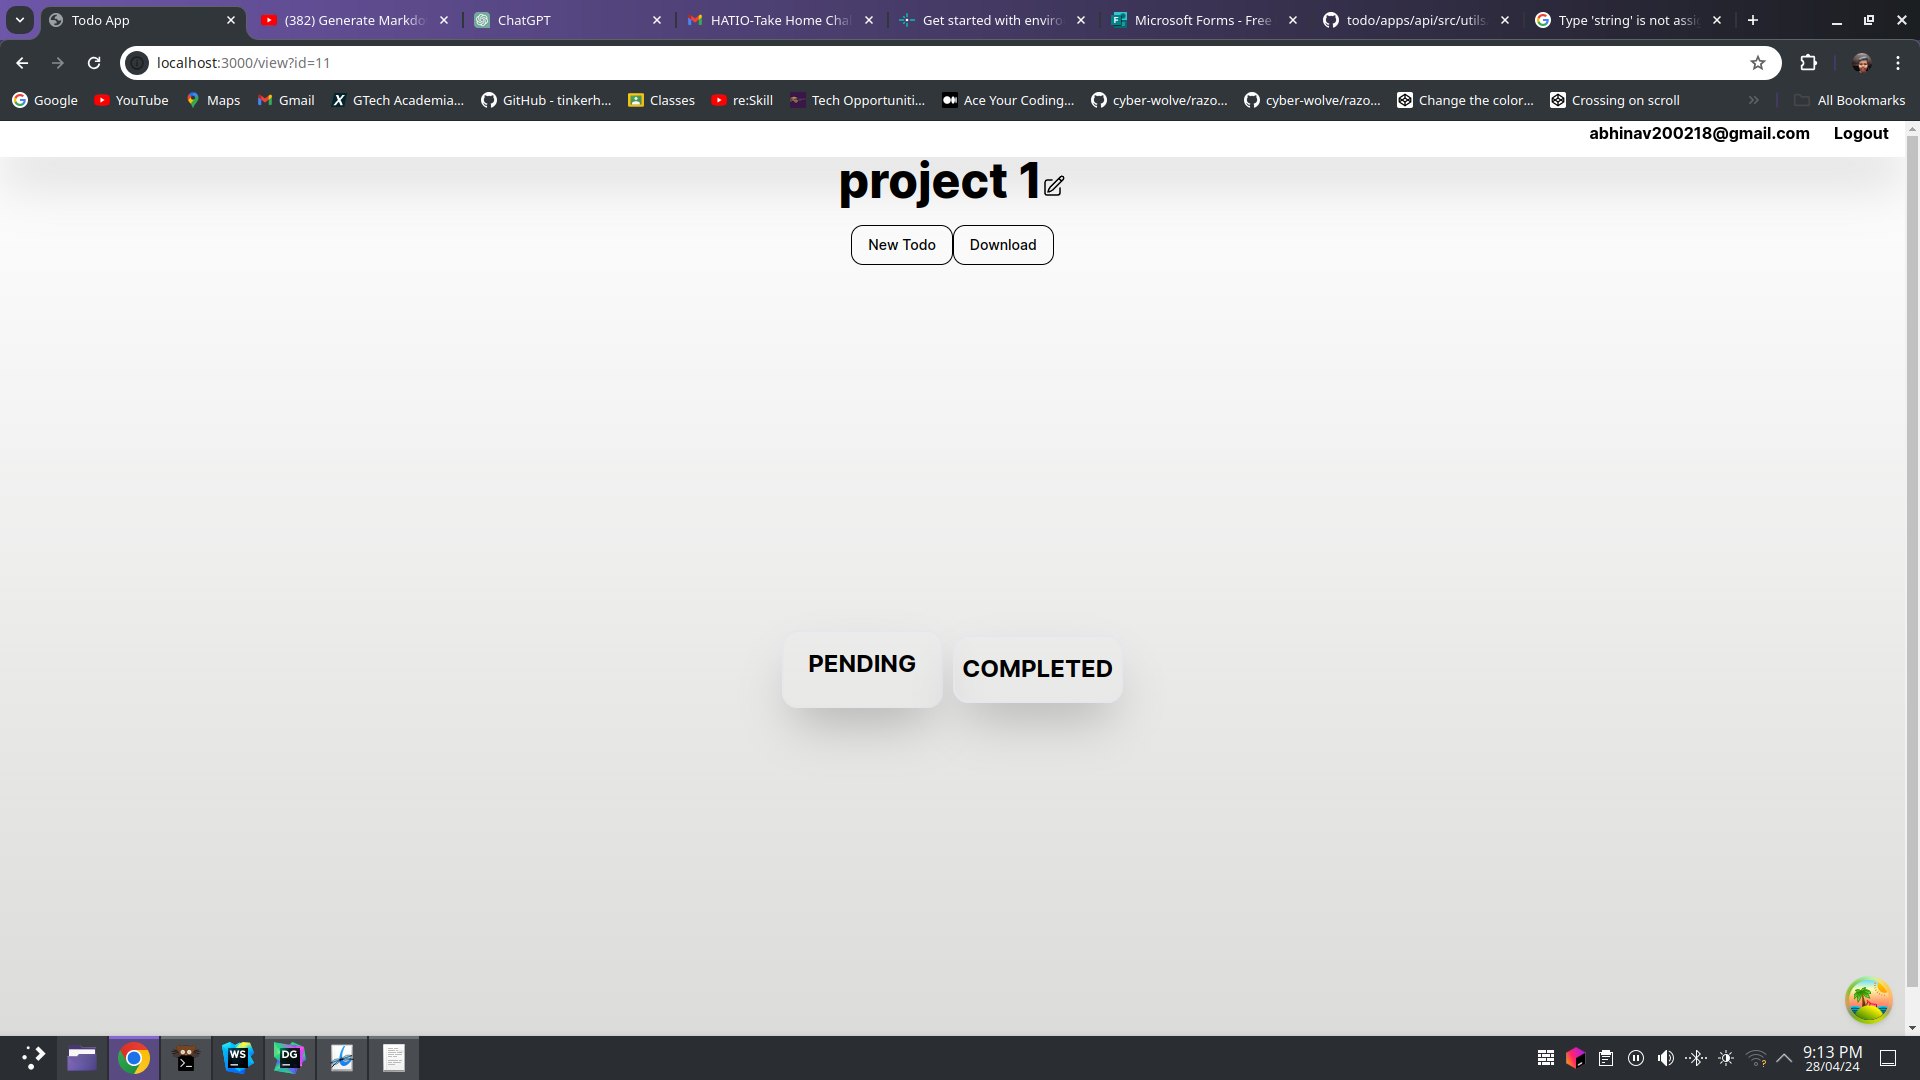 Todo App
(382) Generate Markdo
ChatGPT
HATIO-Take Home Cha
Get started with enviro
Microsoft Forms - Free
todo/apps/api/src/utils
Type 'string' is not assi
localhost:3000/view?id=11
Google
YouTube
Maps
Gmail
GTech Academia...
GitHub - tinkerh...
Classes
re:Skill
Tech Opportuniti...
Ace Your Coding...
cyber-wolve/razo...
cyber-wolve/razo...
Change the color...
Crossing on scroll
All Bookmarks
abhinav200218@gmail.com
Logout
project 1
New Todo
Download
PENDING
COMPLETED
WS
DG
9:13 PM
28/04/24